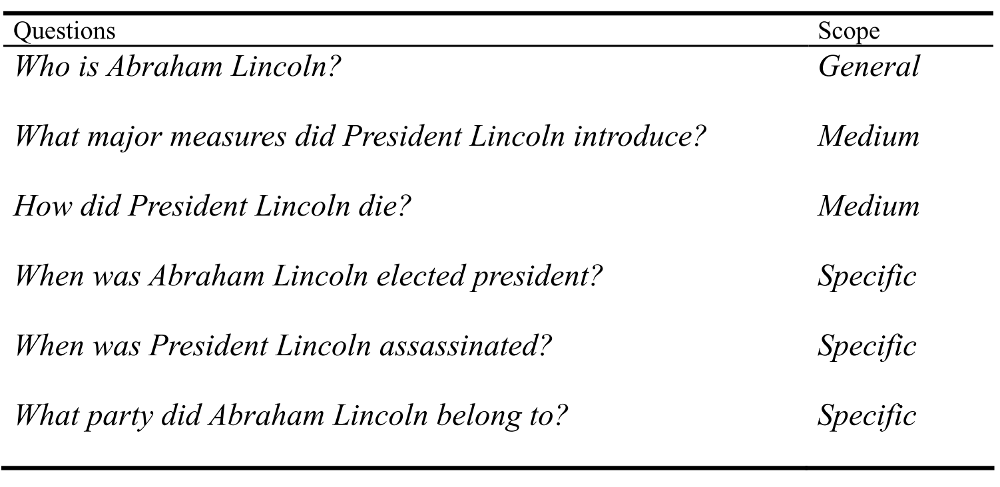 Questions Scope
Who is Abraham Lincoln? General
What major measures did President Lincoln introduce? Medium
How did President Lincoln die? Medium
When was Abraham Lincoln elected president? Specific
When was President Lincoln assassinated? Specific
What party did Abraham Lincoln belong to? Specific